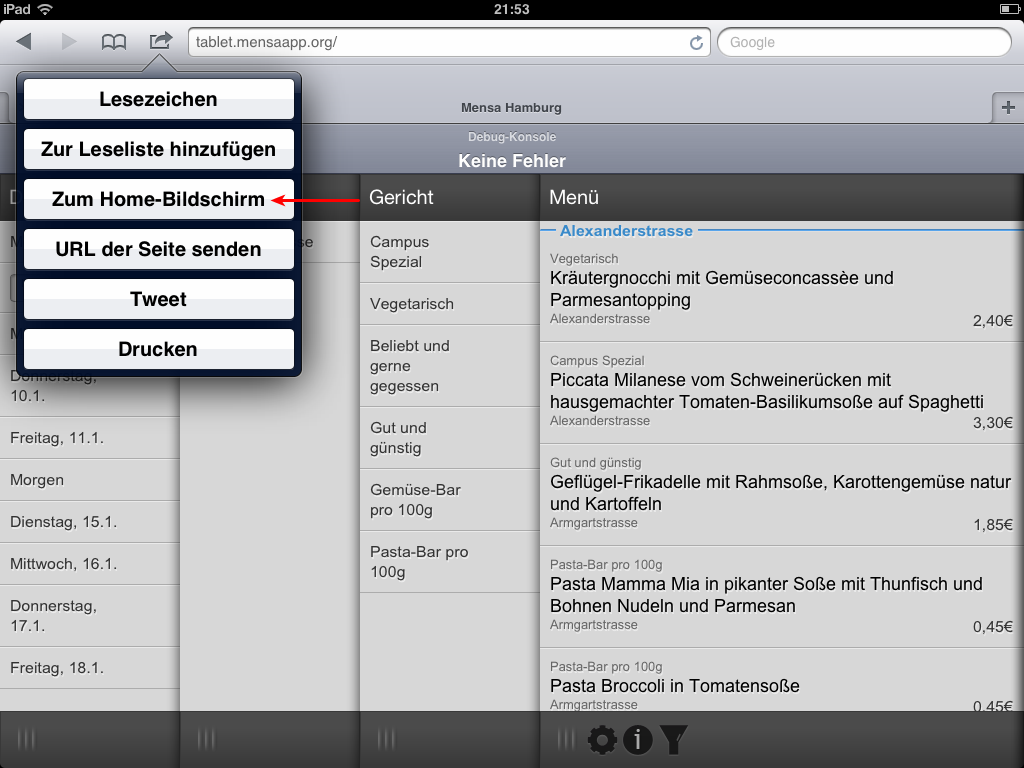 iPad
21:53
tablet.mensaapp.org/
Google
Mensa Hamburg
Debug-Konsole
Keine Fehler
Lesezeichen
Zur Leseliste hinzufügen
Zum Home-Bildschirm
URL der Seite senden
Tweet
Drucken
Donnerstag,
10.1.
Freitag, 11.1.
Morgen
Dienstag, 15.1.
Mittwoch, 16.1.
Donnerstag,
17.1.
Freitag, 18.1.
Gericht
Campus
Spezial
Vegetarisch
Beliebt und
gerne
gegessen
Gut und
günstig
Gemüse-Bar
pro 100g
Pasta-Bar pro
100g
Menü
Alexanderstrasse
Vegetarisch
Kräutergnocchi mit Gemüseconcassèe und
Parmesantopping
Alexanderstrasse
2,40€
Campus Spezial
Piccata Milanese vom Schweinerücken mit
hausgemachter Tomaten-Basilikumsoße auf Spaghetti
Alexanderstrasse
3,30€
Gut und günstig
Geflügel-Frikadelle mit Rahmsoße, Karottengemüse natur
und Kartoffeln
Armgartstrasse
1,85€
Pasta-Bar pro 100g
Pasta Mamma Mia in pikanter Soße mit Thunfisch und
Bohnen Nudeln und Parmesan
Armgartstrasse
0,45€
Pasta-Bar pro 100g
Pasta Broccoli in Tomatensoße
Armgartstrasse
0,45€